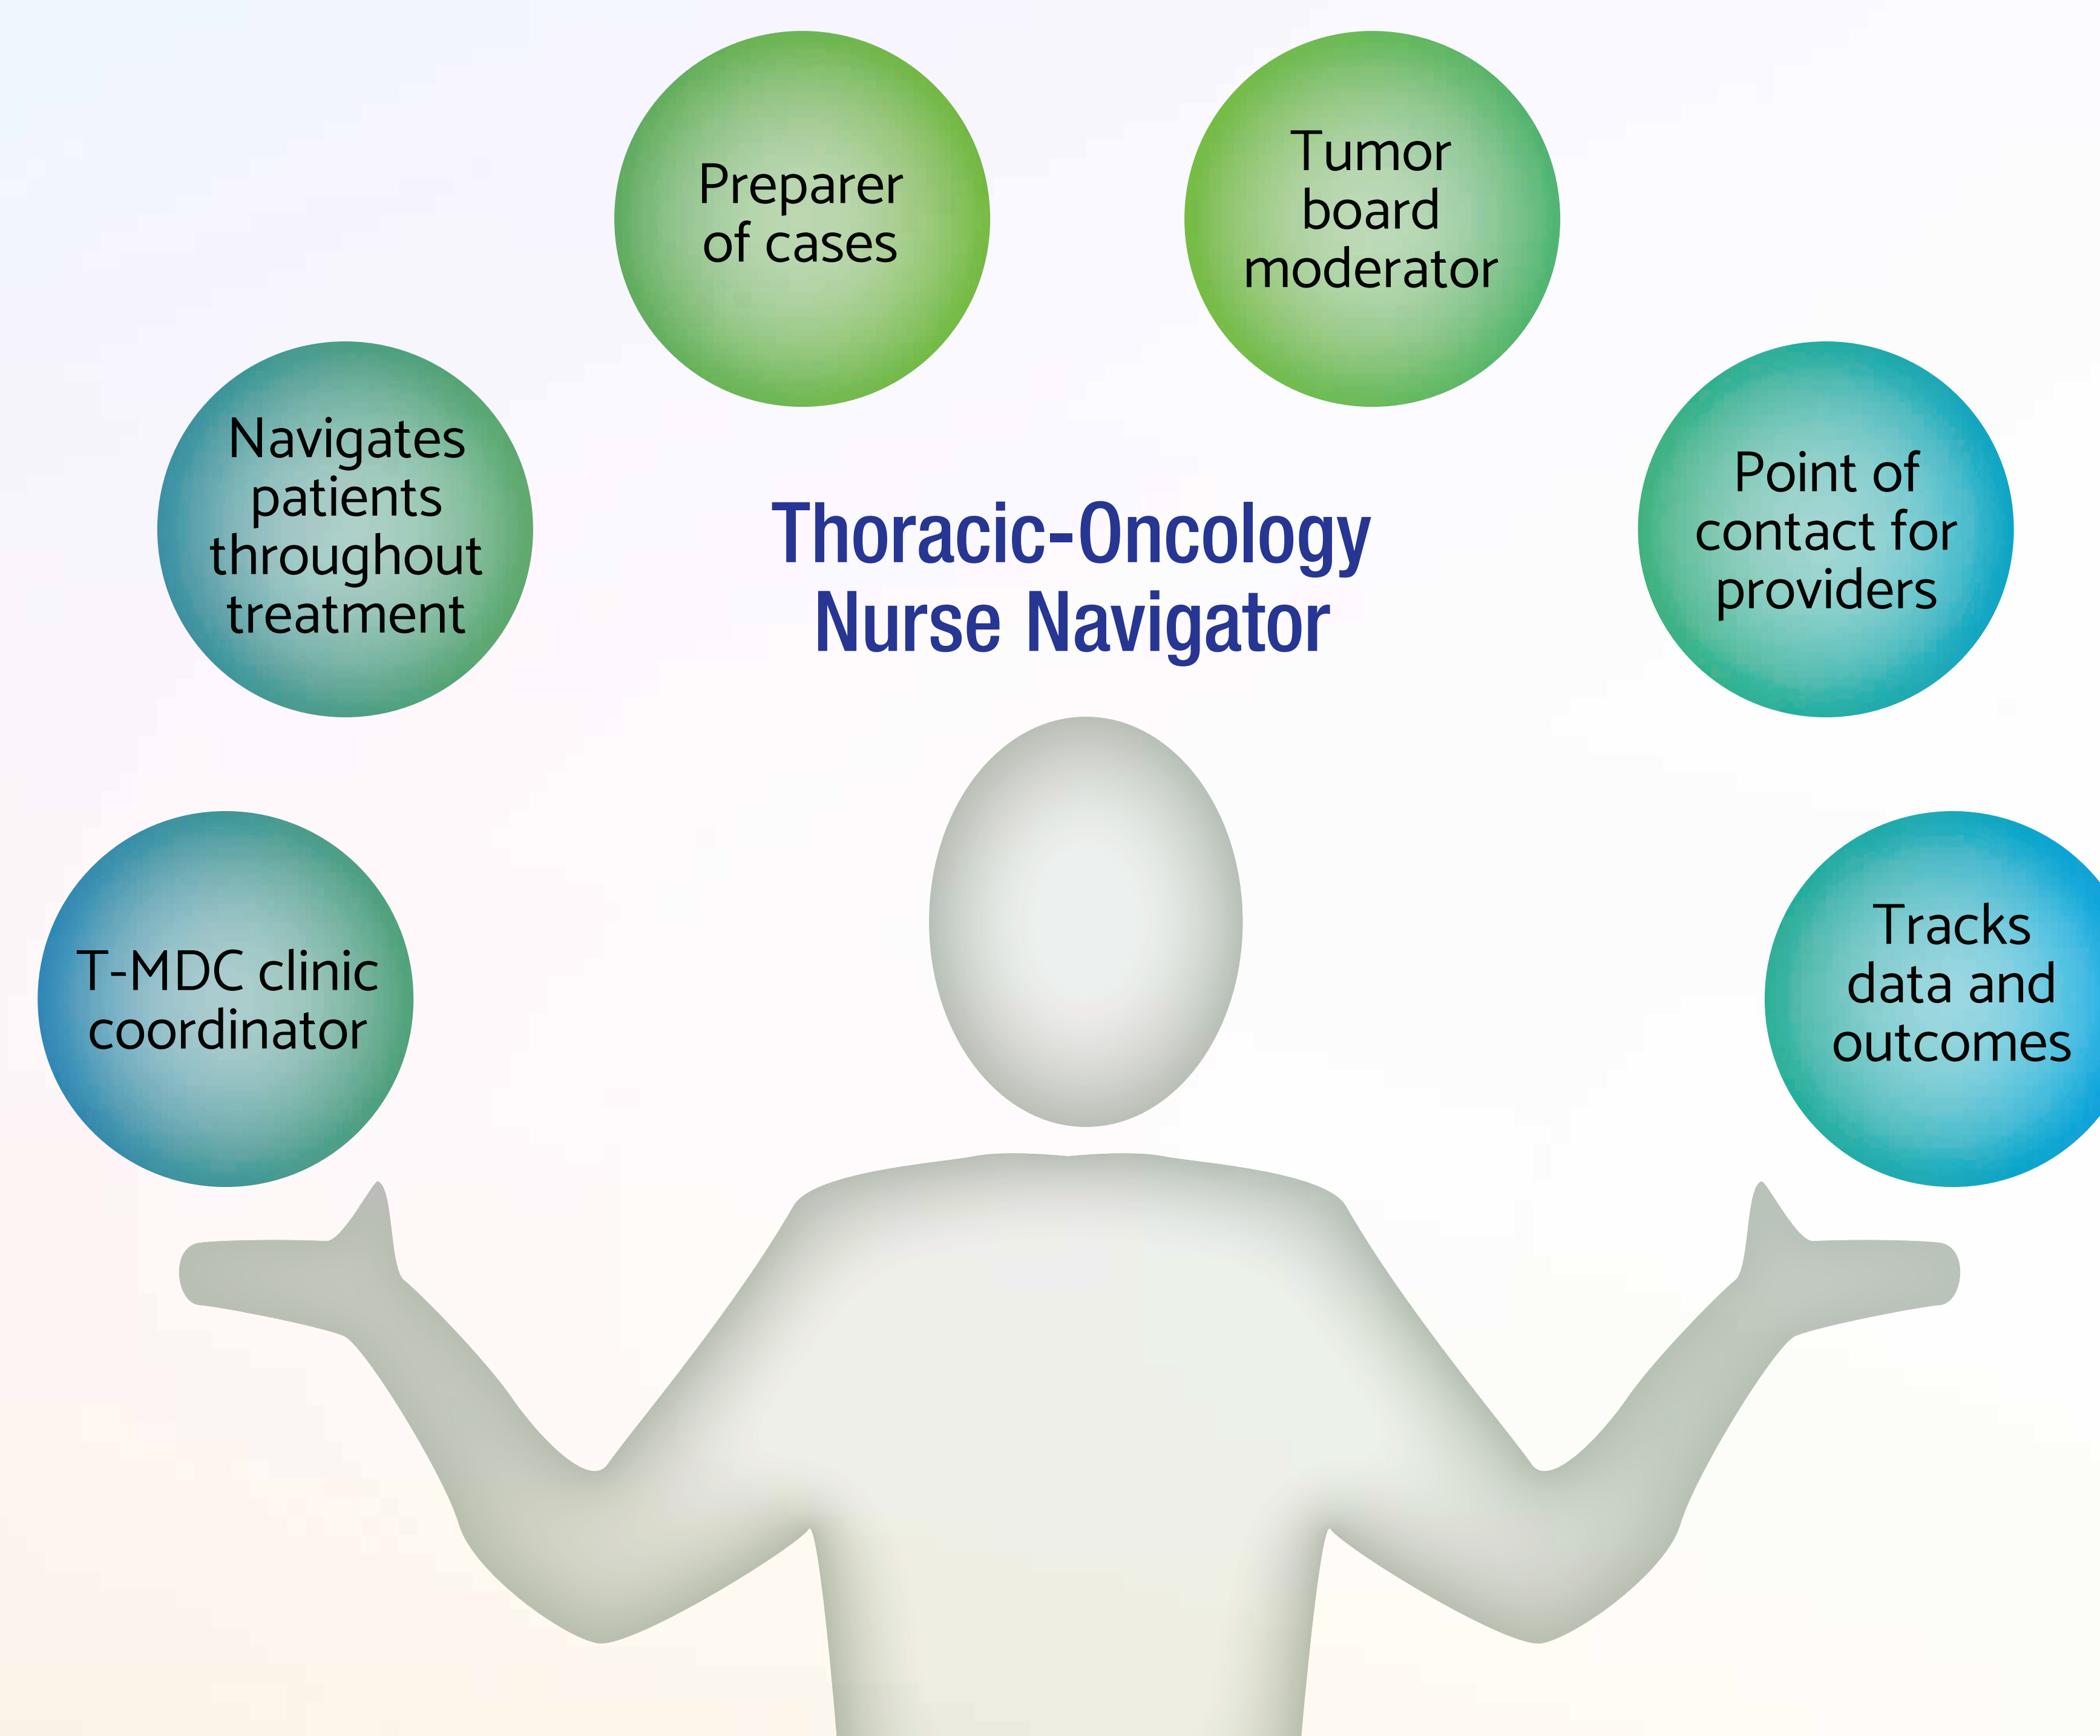 Preparer
of cases
Tumor
board
moderator
Navigates
patients
throughout
treatment
Thoracic-Oncology
Nurse Navigator
Point of
contact for
providers
T-MDC clinic
coordinator
Tracks
data and
outcomes